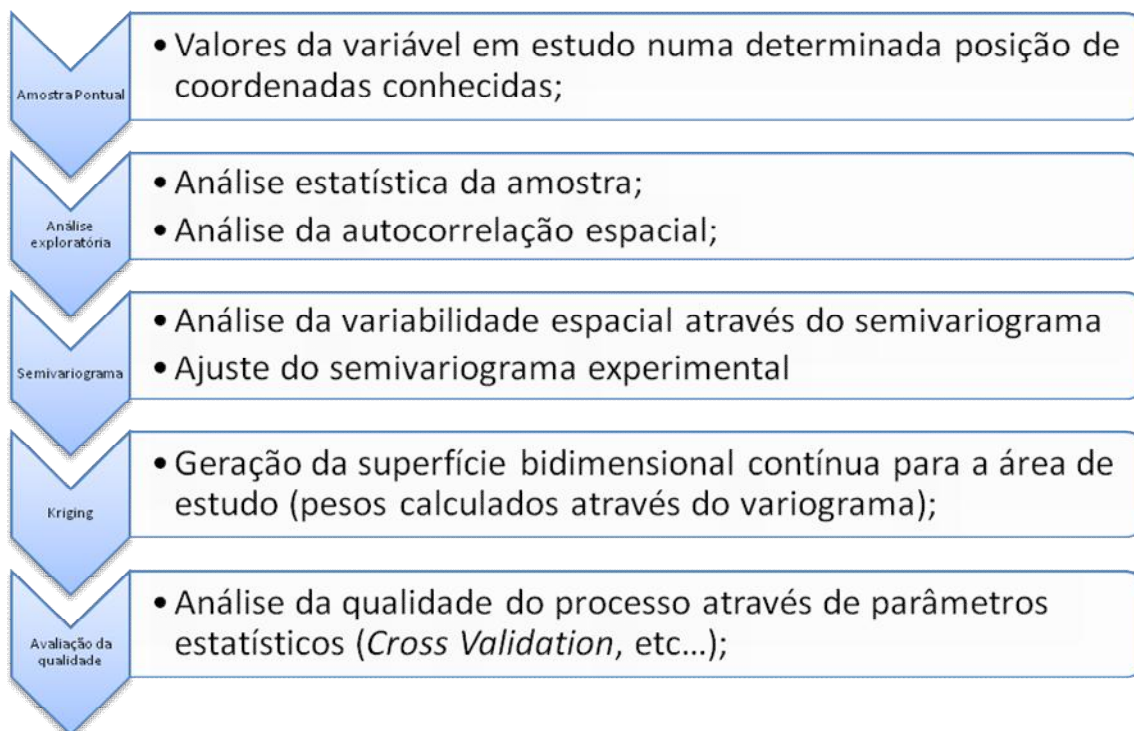 Amostra Pontual
• Valores da variável em estudo numa determinada posição de
coordenadas conhecidas;
Análise
exploratória
• Análise estatística da amostra;
• Análise da autocorrelação espacial;
Semivariograma
• Análise da variabilidade espacial através do semivariograma
• Ajuste do semivariograma experimental
Kriging
• Geração da superfície bidimensional contínua para a área de
estudo (pesos calculados através do variograma);
Avaliação da
qualidade
• Análise da qualidade do processo através de parâmetros
estatísticos (Cross Validation, etc...);